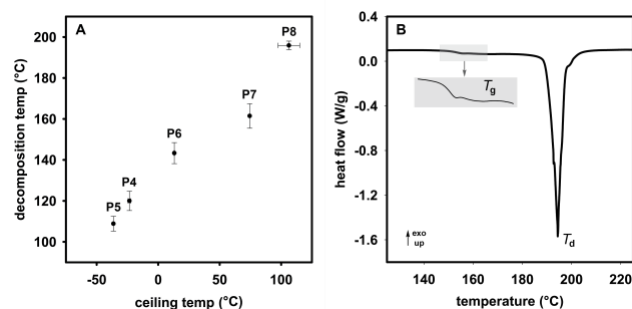 A
P8
P7
P6
P4
P5
200
180
160
140
120
100
-50
0
50
100
decomposition temp (°C)
ceiling temp (°C)
B
0.4
0.0
-0.4
-0.8
-1.2
-1.6
Tg
exo
up
Td
140
160
180
200
220
heat flow (W/g)
temperature (°C)